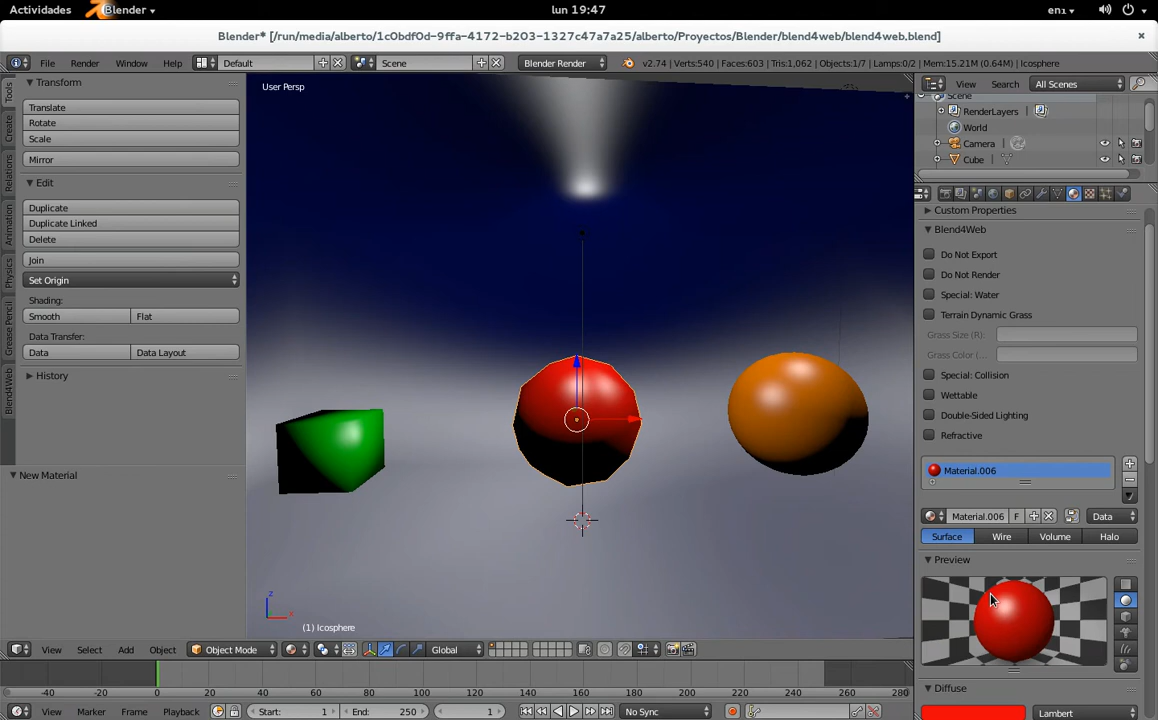 Actividades Blender lun 19:47 en1
Blender* [/run/media/alberto/1c0bdf0d-9ffa-4172-b203-1327c47a7a25/alberto/Proyectos/Blender/blend4web/blend4web.blend]
File Render Window Help Default Scene Blender Render v2.74 | Verts:540 | Faces:603 | Tris:1,062 | Objects:1/7 | Lamps:0/2 | Mem:15.21M (0.64M) | Icosphere
Tools
Create
Relations
Animation
Physics
Grease Pencil
Blend4Web
Transform
Translate
Rotate
Scale
Mirror
Edit
Duplicate
Duplicate Linked
Delete
Join
Set Origin
Shading:
Smooth Flat
Data Transfer:
Data Data Layout
History
New Material
User Persp
(1) Icosphere
View Search All Scenes
Scene
RenderLayers
World
Camera
Cube
Custom Properties
Blend4Web
Do Not Export
Do Not Render
Special: Water
Terrain Dynamic Grass
Grass Size (R):
Grass Color (...
Special: Collision
Wettable
Double-Sided Lighting
Refractive
Material.006
Material.006 F Data
Surface Wire Volume Halo
Preview
Diffuse
Lambert
View Select Add Object Object Mode Global
-40 -20 0 20 40 60 80 100 120 140 160 180 200 220 240 260 280
View Marker Frame Playback Start: 1 End: 250 1 No Sync